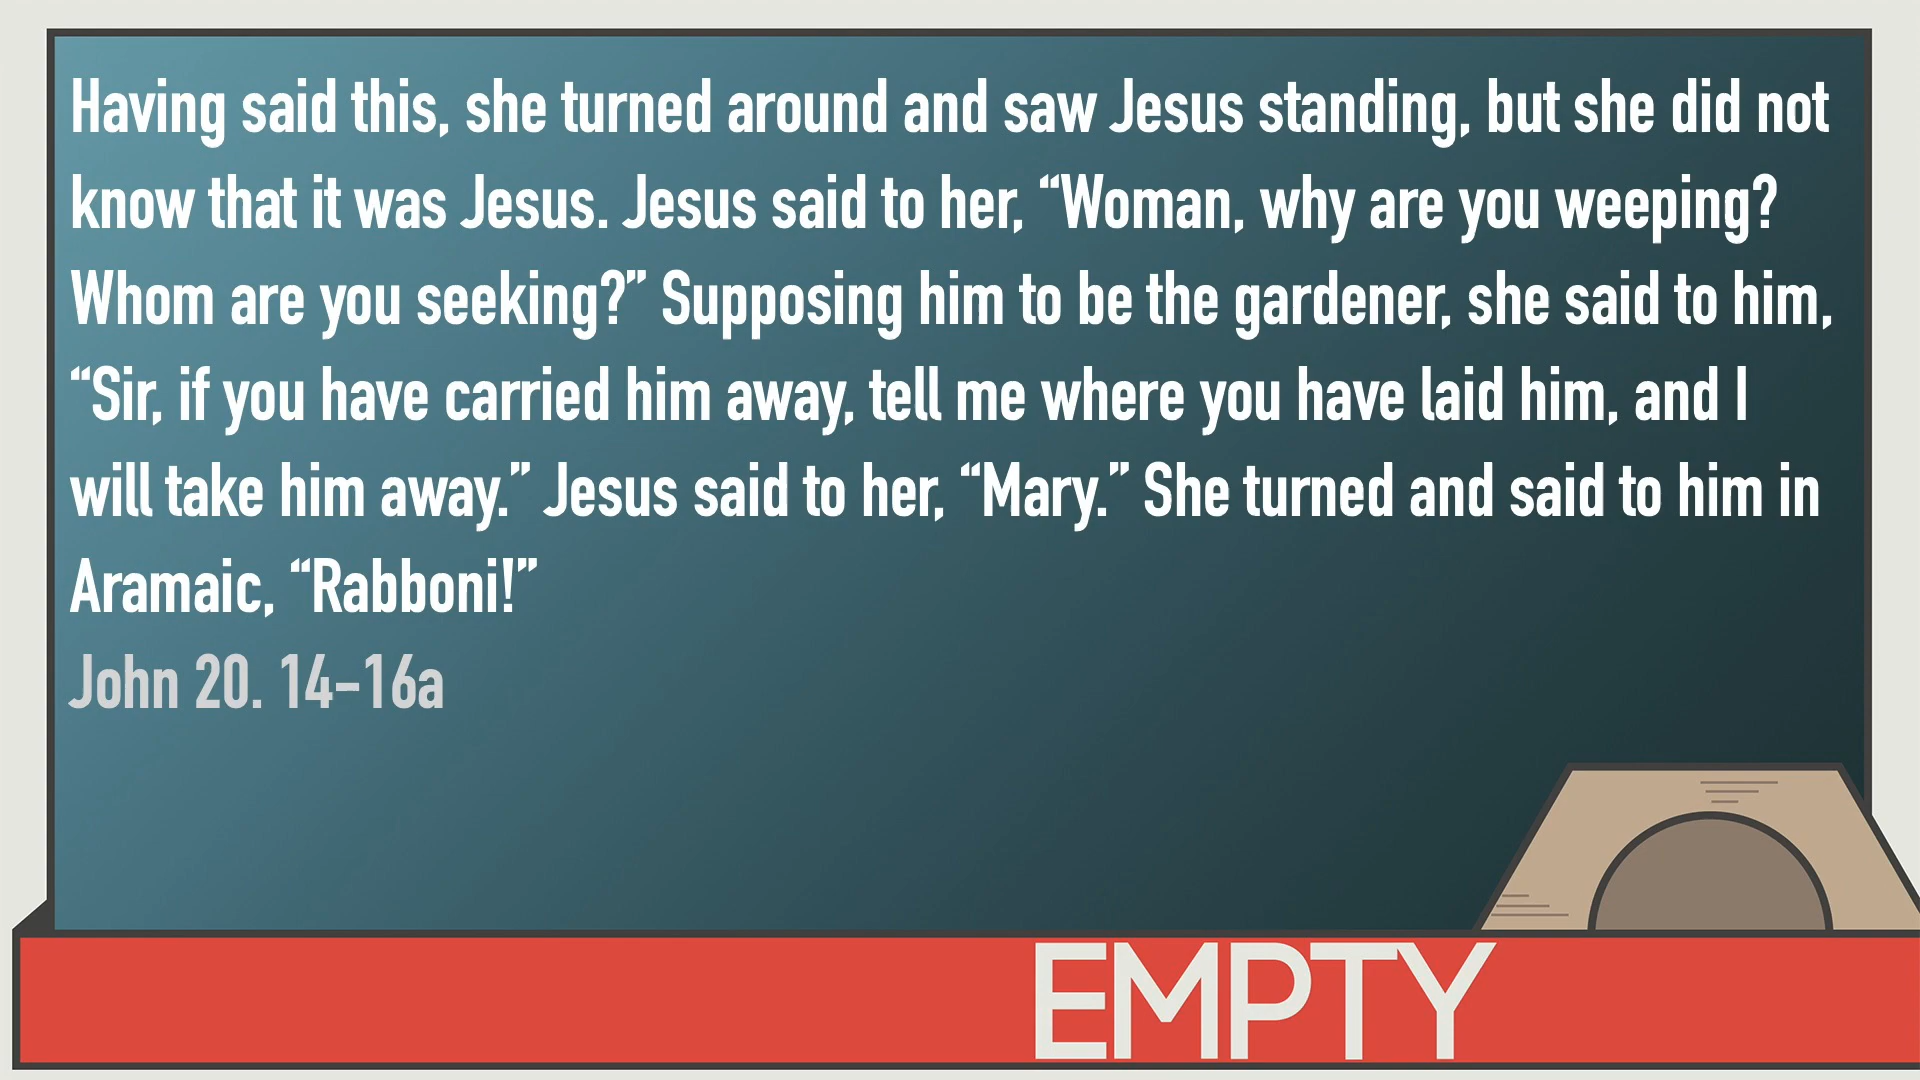 Having said this, she turned around and saw Jesus standing, but she did not
know that it was Jesus. Jesus said to her, “Woman, why are you weeping?
Whom are you seeking?” Supposing him to be the gardener, she said to him,
“Sir, if you have carried him away, tell me where you have laid him, and I
will take him away.” Jesus said to her, “Mary.” She turned and said to him in
Aramaic, “Rabboni!”
John 20. 14–16a
EMPTY